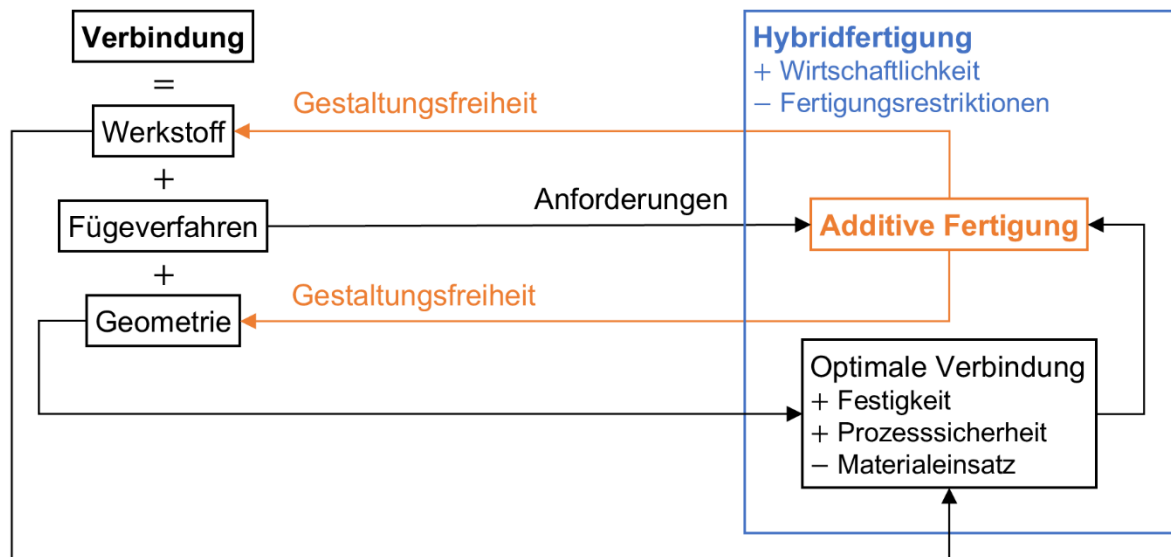 Verbindung
=
Werkstoff
+
Fügeverfahren
+
Geometrie
Gestaltungsfreiheit
Anforderungen
Gestaltungsfreiheit
Hybridfertigung
+ Wirtschaftlichkeit
− Fertigungsrestriktionen
Additive Fertigung
Optimale Verbindung
+ Festigkeit
+ Prozesssicherheit
− Materialeinsatz